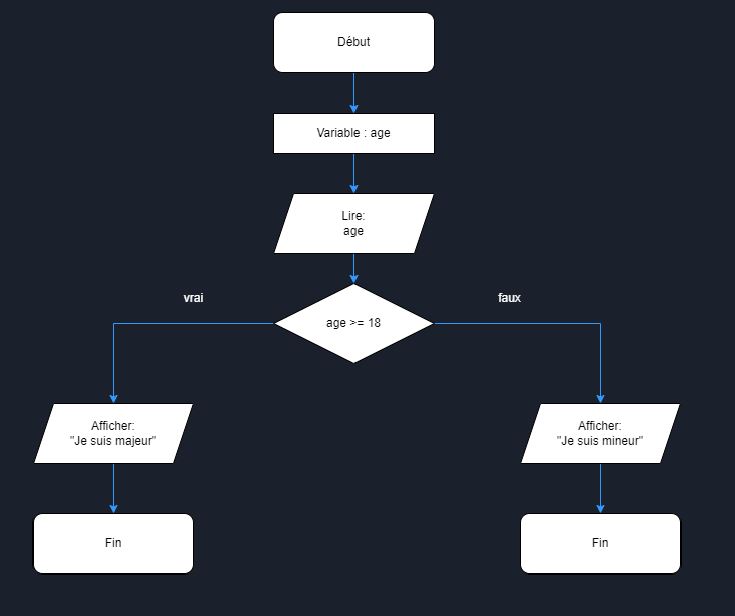 Début
Variable : age
Lire:
age
vrai
faux
age >= 18
Afficher:
"Je suis majeur"
Afficher:
"Je suis mineur"
Fin
Fin